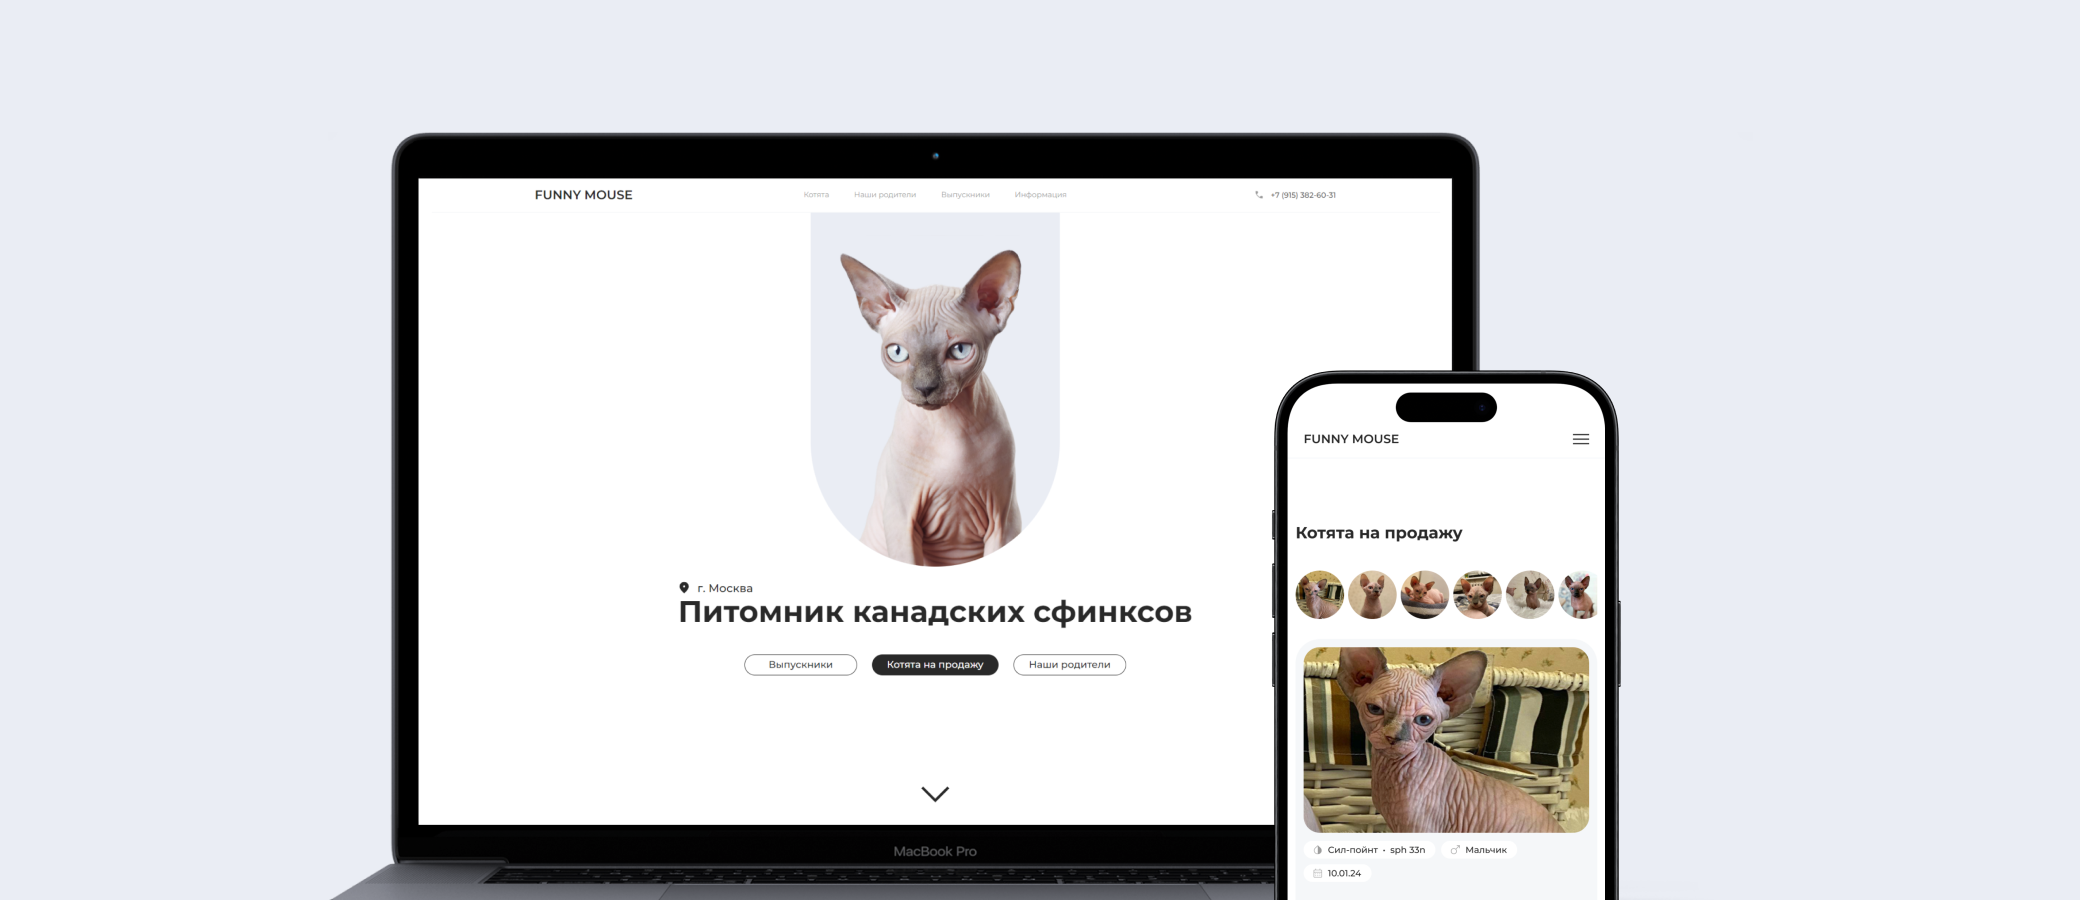 FUNNY MOUSE
Котята Наши родители Выпускники Информация
+7 (915) 382-60-31
г. Москва
Питомник канадских сфинксов
Выпускники Котята на продажу Наши родители
MacBook Pro
FUNNY MOUSE
Котята на продажу
Сил-пойнт • sph 33n Мальчик
10.01.24